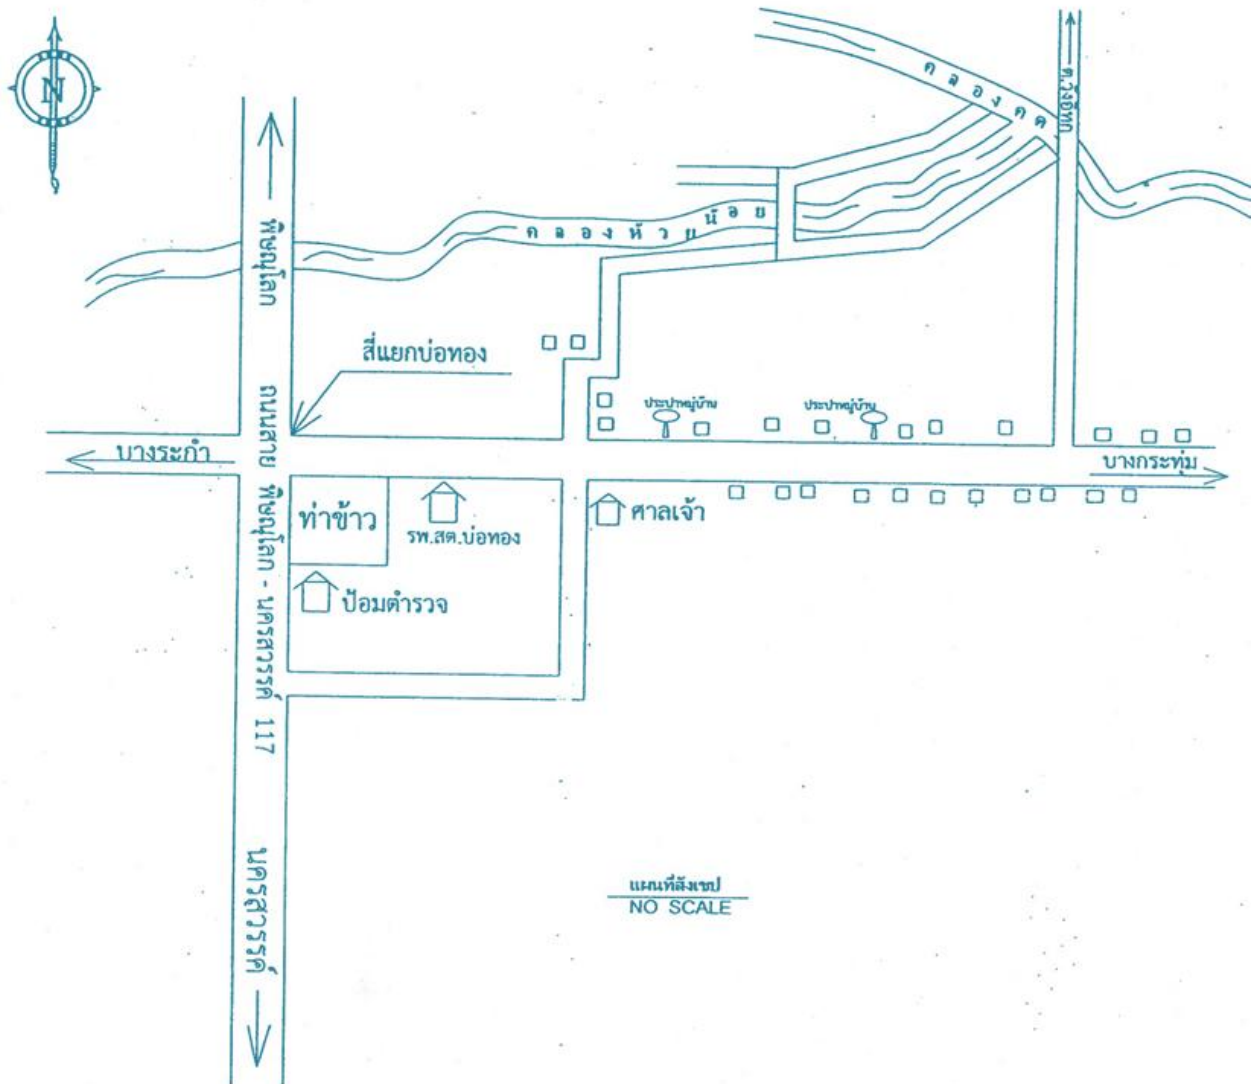 N
คลองคด
ต.วังอิทก
คลองห้วยน้อย
พิษณุโลก
สี่แยกบ่อทอง
ประปาหมู่บ้าน
ประปาหมู่บ้าน
บางระกำ
บางกระทุ่ม
ถนนสาย พิษณุโลก - นครสวรรค์ 117
ท่าข้าว
รพ.สต.บ่อทอง
ศาลเจ้า
ป้อมตำรวจ
นครสวรรค์
แผนที่สังเขป
NO SCALE